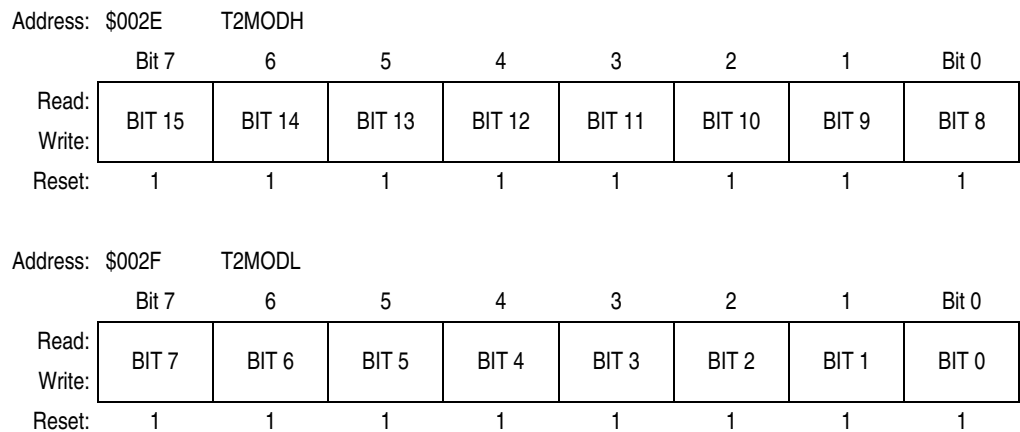 Address: $002E T2MODH
Bit 7 6 5 4 3 2 1 Bit 0
Read:
BIT 15 BIT 14 BIT 13 BIT 12 BIT 11 BIT 10 BIT 9 BIT 8
Write:
Reset: 1 1 1 1 1 1 1 1
Address: $002F T2MODL
Bit 7 6 5 4 3 2 1 Bit 0
Read:
BIT 7 BIT 6 BIT 5 BIT 4 BIT 3 BIT 2 BIT 1 BIT 0
Write:
Reset: 1 1 1 1 1 1 1 1